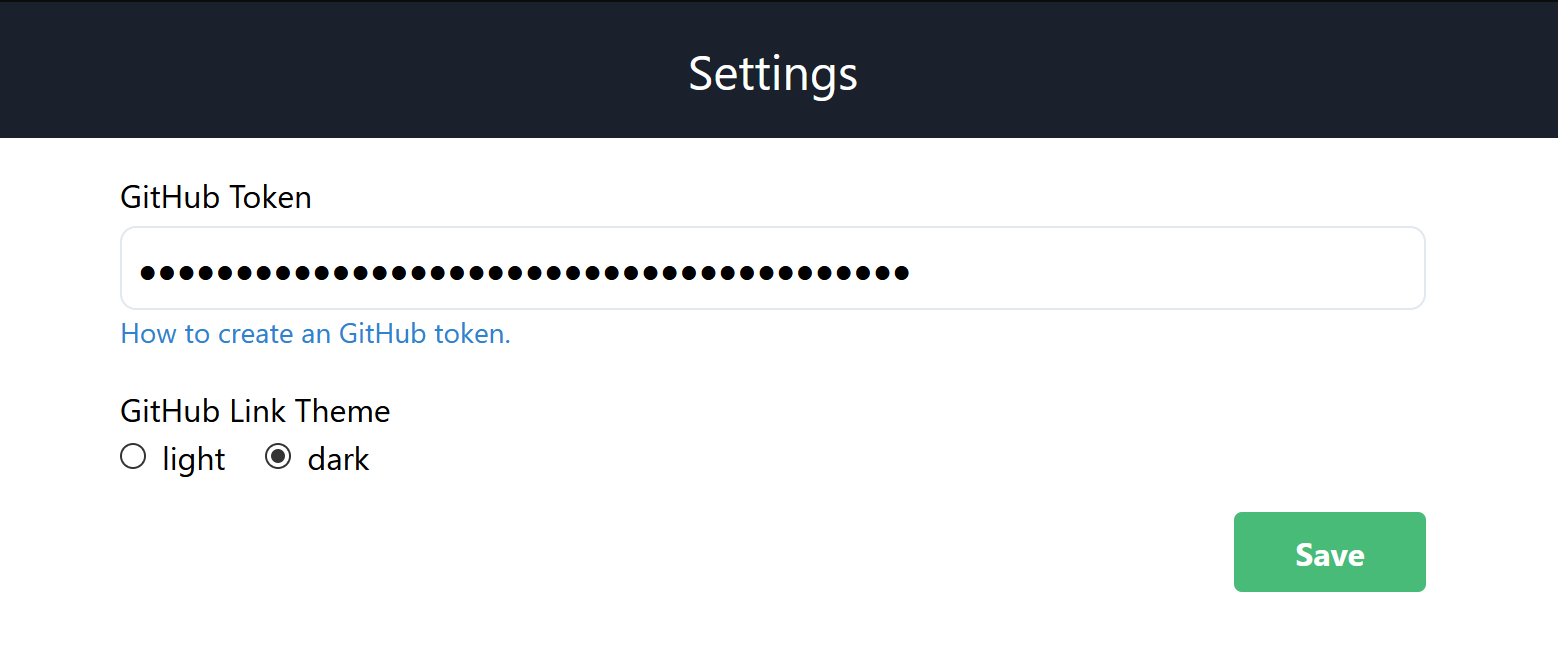 Settings
GitHub Token
●●●●●●●●●●●●●●●●●●●●●●●●●●●●●●●●●●●●●●●●
How to create an GitHub token.
GitHub Link Theme
light dark
Save